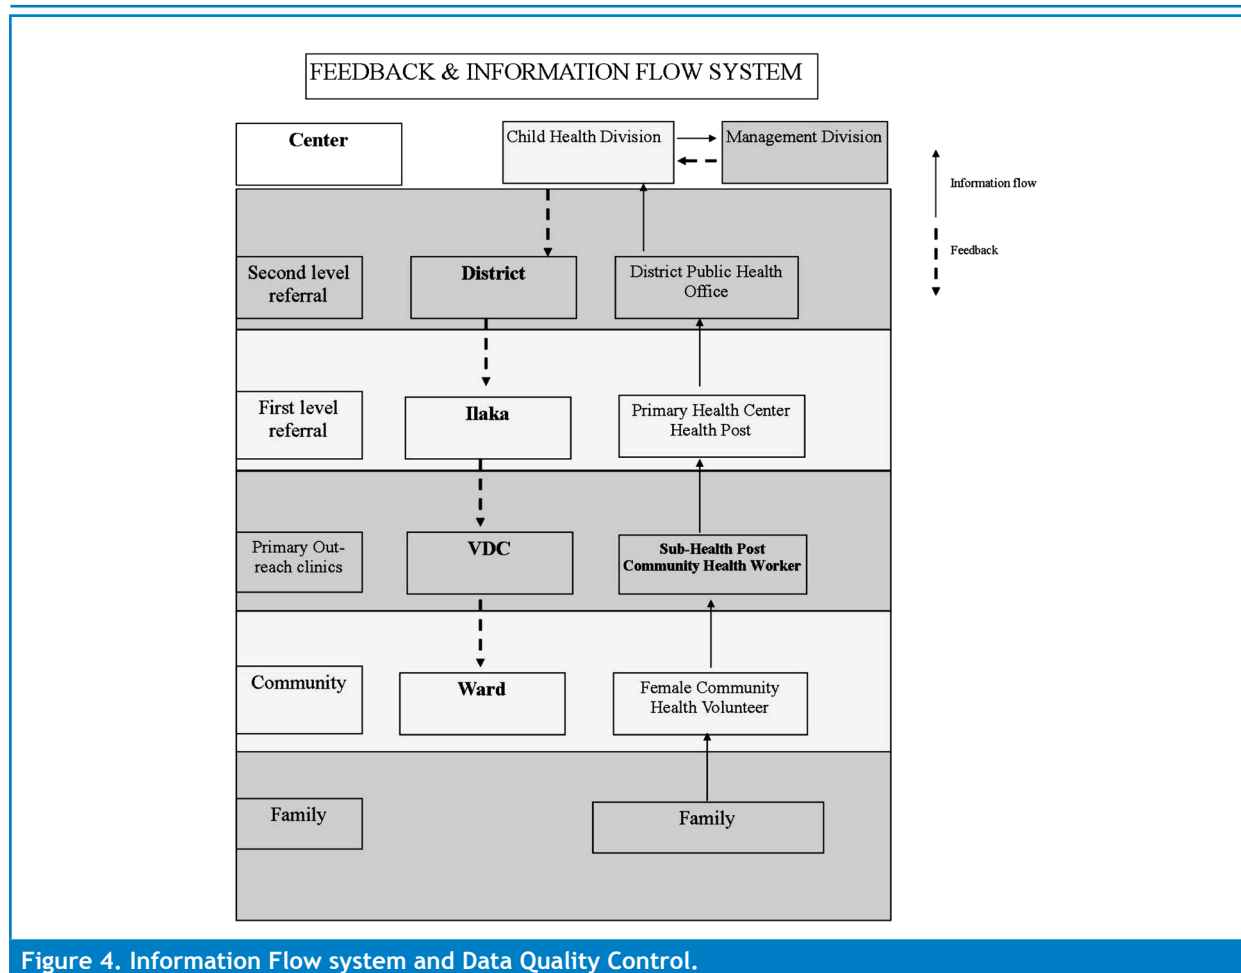 FEEDBACK & INFORMATION FLOW SYSTEM
Center
Child Health Division
Management Division
Information flow
Feedback
Second level
referral
District
District Public Health
Office
First level
referral
Ilaka
Primary Health Center
Health Post
Primary Out-
reach clinics
VDC
Sub-Health Post
Community Health Worker
Community
Ward
Female Community
Health Volunteer
Family
Family
Figure 4. Information Flow system and Data Quality Control.